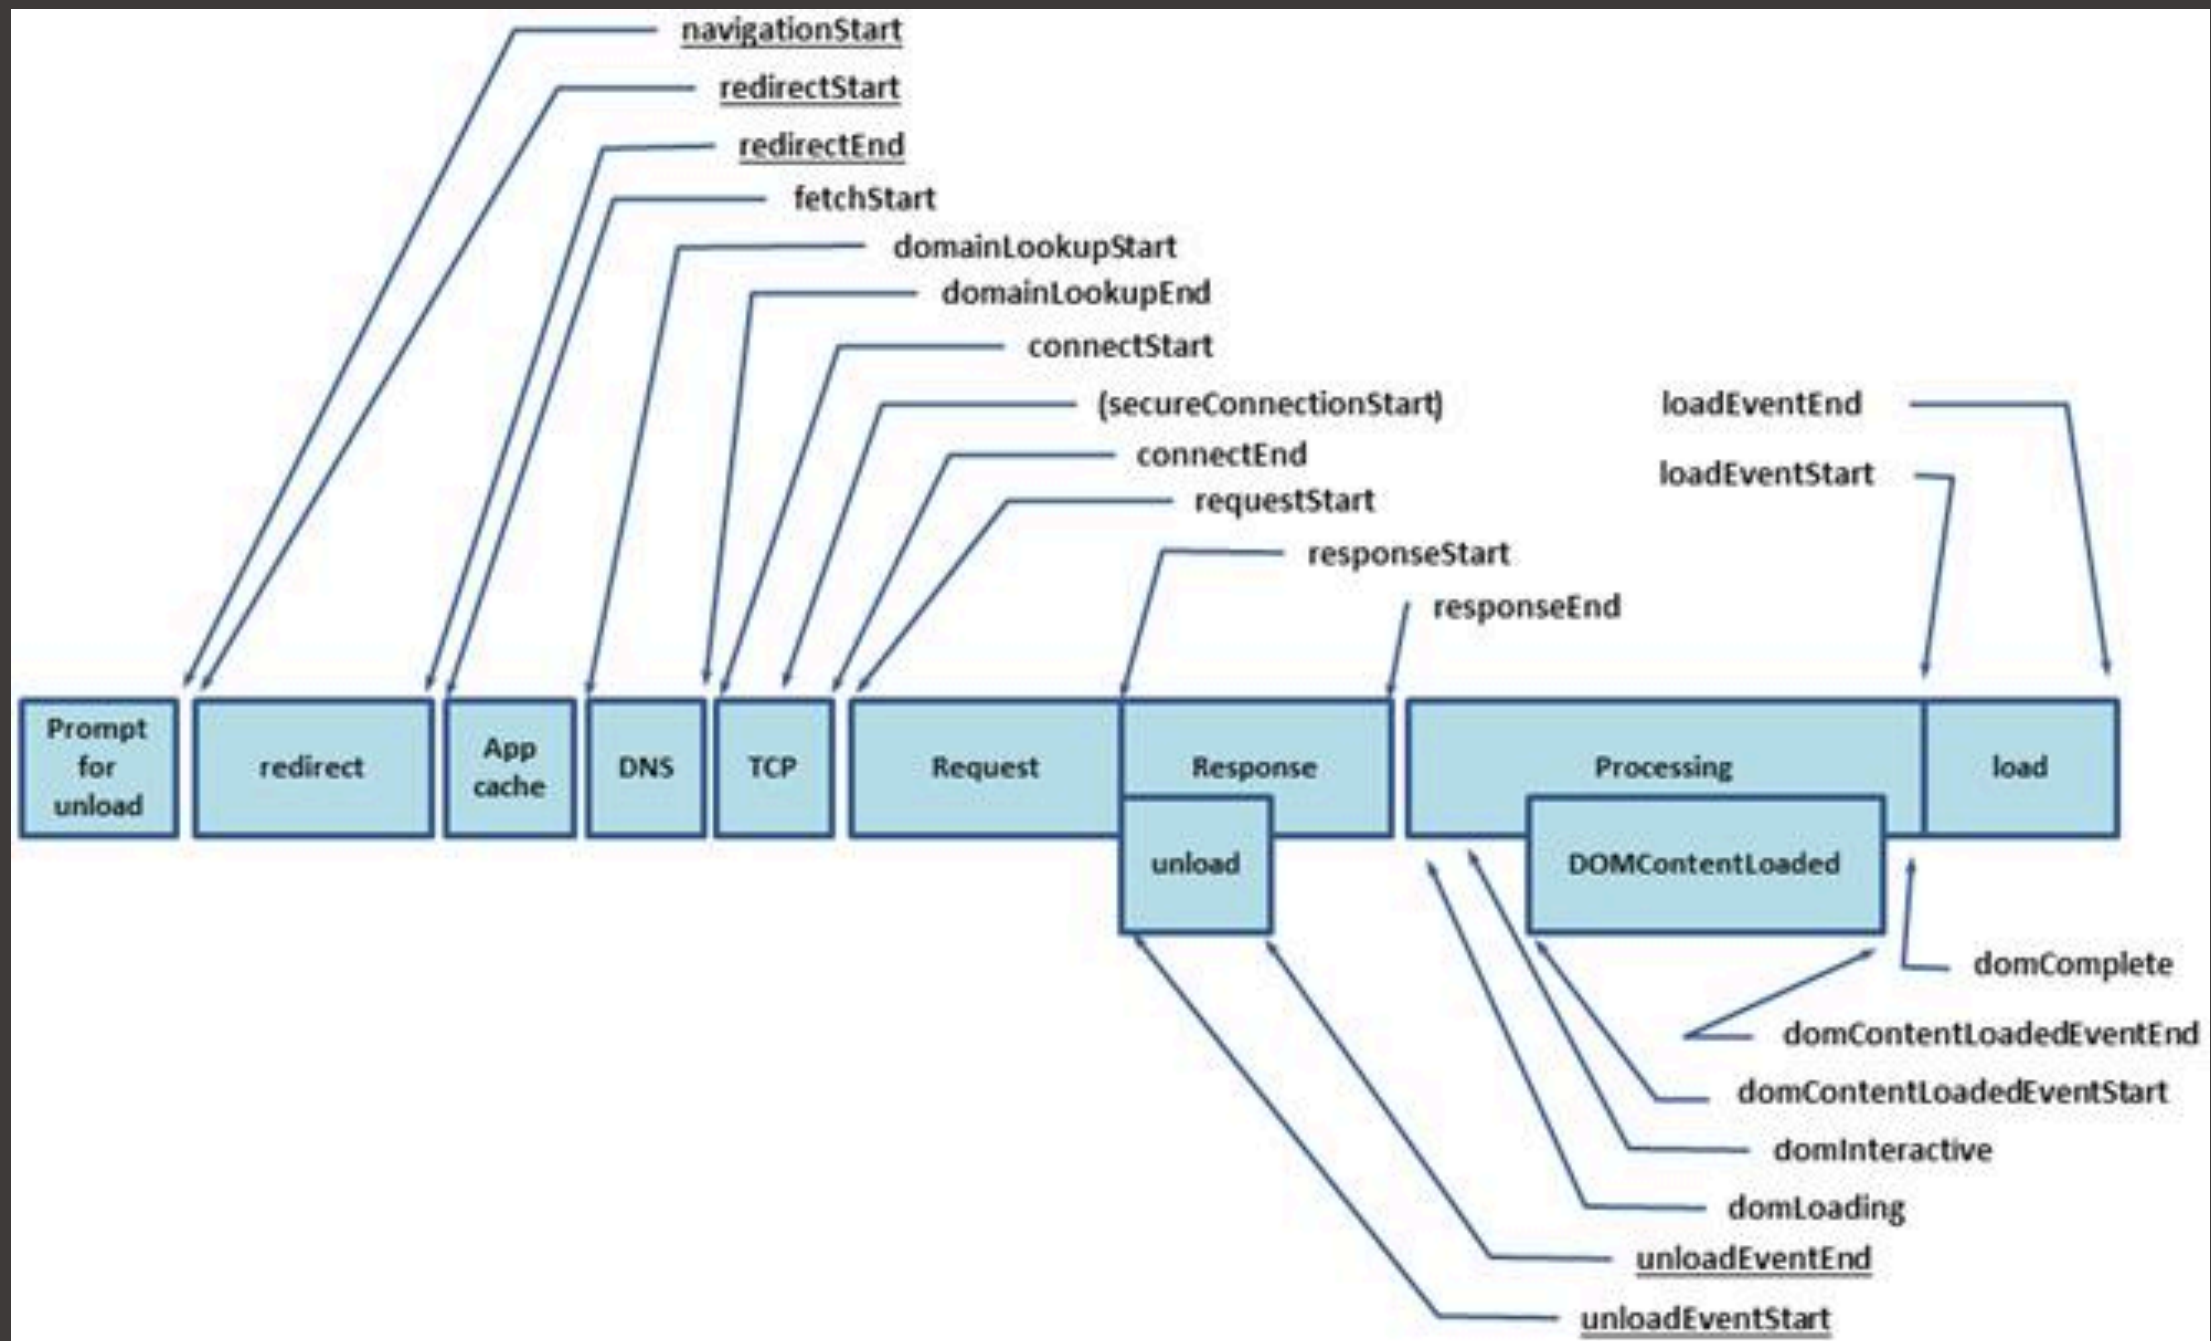 navigationStart
redirectStart
redirectEnd
fetchStart
domainLookupStart
domainLookupEnd
connectStart
(secureConnectionStart)
loadEventEnd
connectEnd
loadEventStart
requestStart
responseStart
responseEnd
Prompt
for
unload
redirect
App
cache
DNS
TCP
Request
Response
Processing
load
unload
DOMContentLoaded
domComplete
domContentLoadedEventEnd
domContentLoadedEventStart
domInteractive
domLoading
unloadEventEnd
unloadEventStart